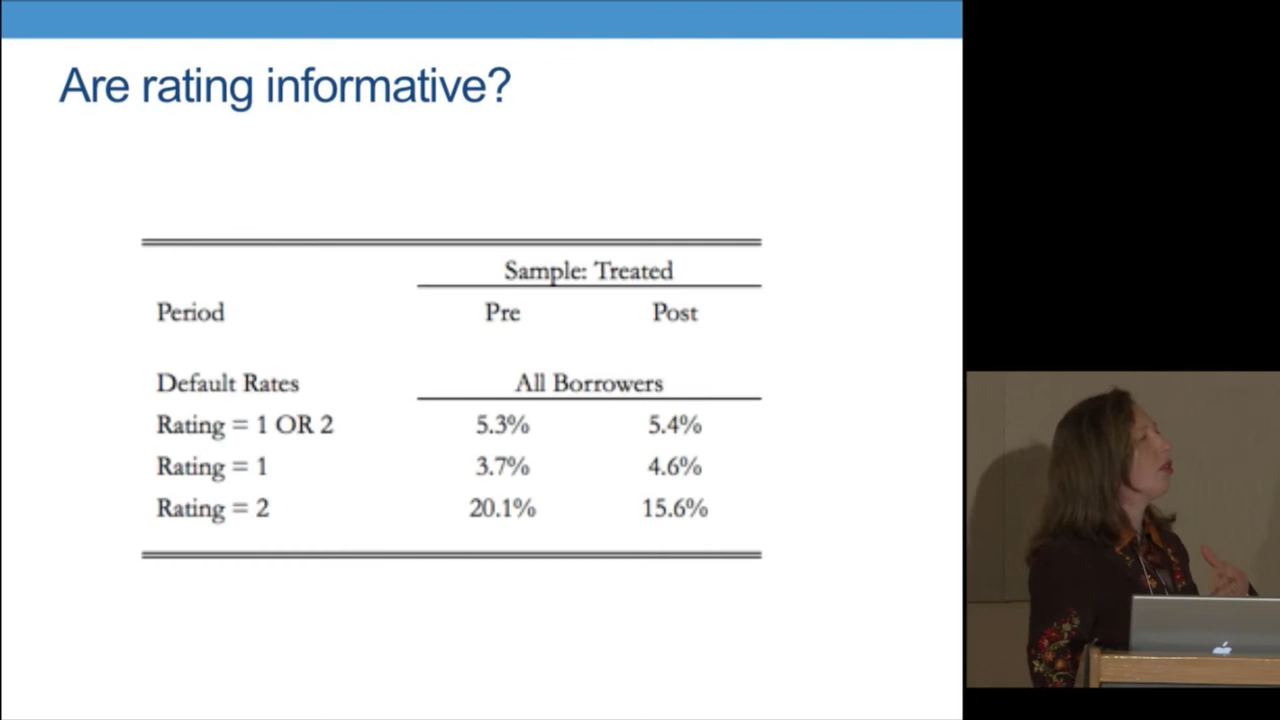 Are rating informative?
Sample: Treated
Period Pre Post
Default Rates All Borrowers
Rating = 1 OR 2 5.3% 5.4%
Rating = 1 3.7% 4.6%
Rating = 2 20.1% 15.6%